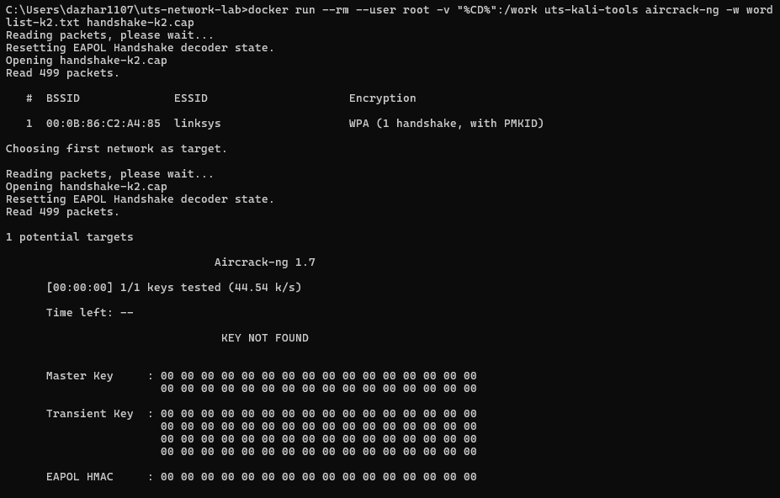 C:\Users\dazhar1107\uts-network-lab>docker run --rm --user root -v "%CD%":/work uts-kali-tools aircrack-ng -w word
list-k2.txt handshake-k2.cap
Reading packets, please wait...
Resetting EAPOL Handshake decoder state.
Opening handshake-k2.cap
Read 499 packets.
# BSSID ESSID Encryption
1 00:0B:86:C2:A4:85 linksys WPA (1 handshake, with PMKID)
Choosing first network as target.
Reading packets, please wait...
Opening handshake-k2.cap
Resetting EAPOL Handshake decoder state.
Read 499 packets.
1 potential targets
Aircrack-ng 1.7
[00:00:00] 1/1 keys tested (44.54 k/s)
Time left: --
KEY NOT FOUND
Master Key : 00 00 00 00 00 00 00 00 00 00 00 00 00 00 00 00
00 00 00 00 00 00 00 00 00 00 00 00 00 00 00 00
Transient Key : 00 00 00 00 00 00 00 00 00 00 00 00 00 00 00 00
00 00 00 00 00 00 00 00 00 00 00 00 00 00 00 00
00 00 00 00 00 00 00 00 00 00 00 00 00 00 00 00
00 00 00 00 00 00 00 00 00 00 00 00 00 00 00 00
EAPOL HMAC : 00 00 00 00 00 00 00 00 00 00 00 00 00 00 00 00